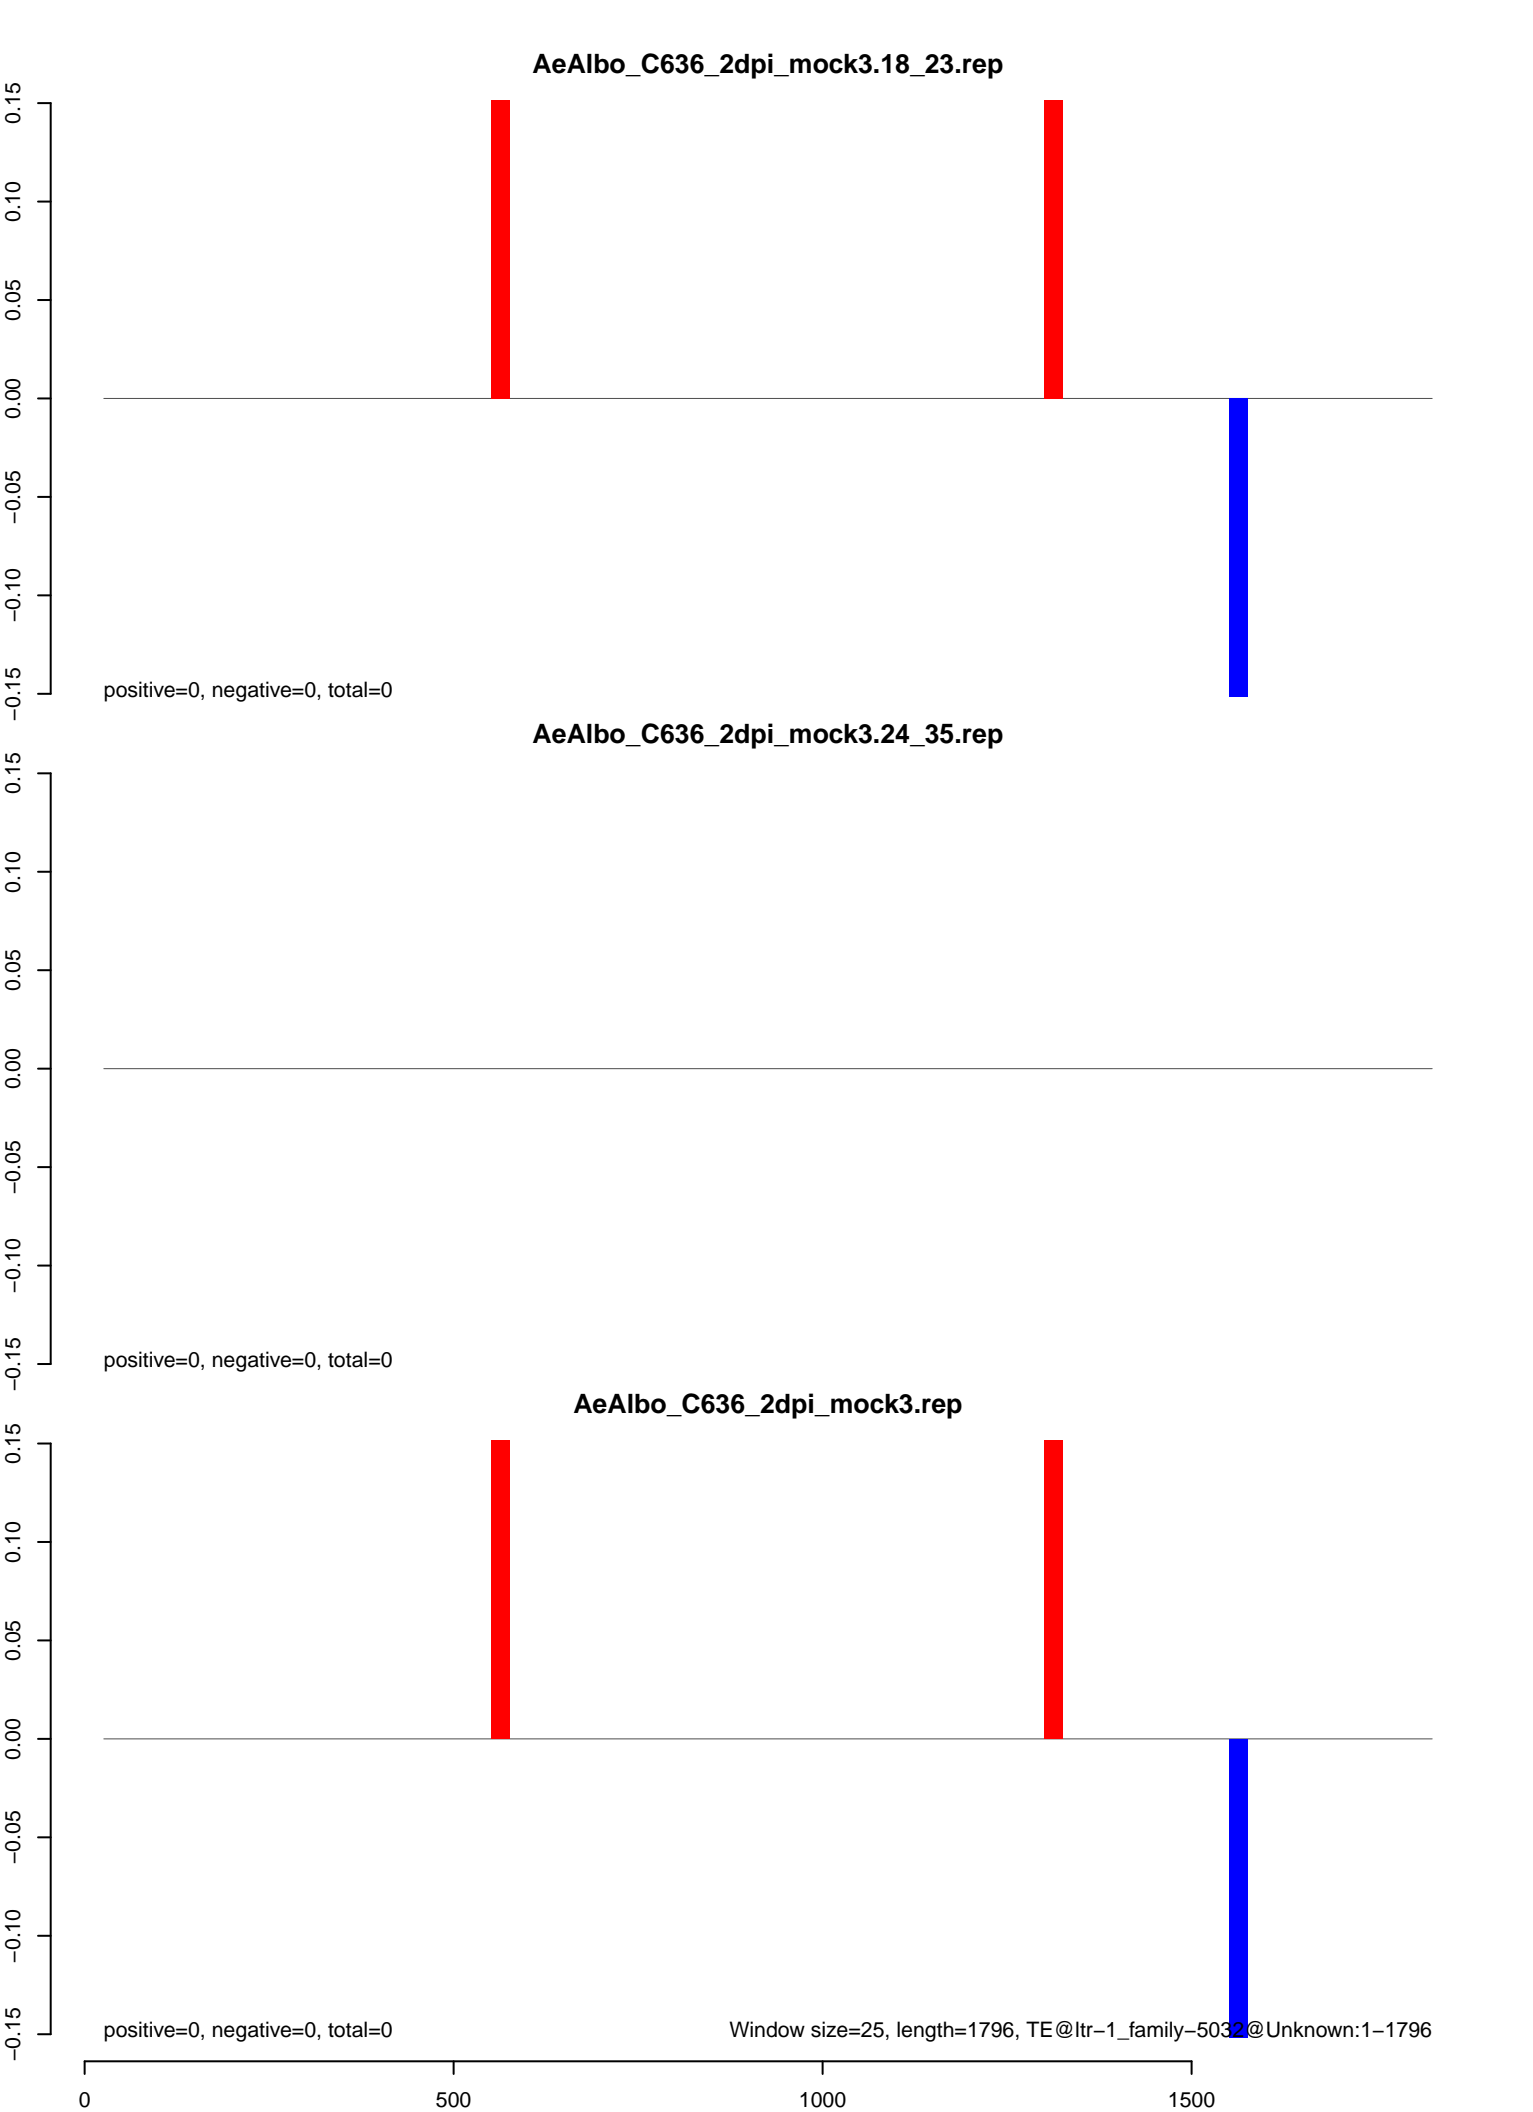 AeAlbo_C636_2dpi_mock3.18_23.rep
0.15
0.10
0.05
0.00
−0.05
−0.10
−0.15
positive=0, negative=0, total=0
AeAlbo_C636_2dpi_mock3.24_35.rep
0.15
0.10
0.05
0.00
−0.05
−0.10
−0.15
positive=0, negative=0, total=0
AeAlbo_C636_2dpi_mock3.rep
0.15
0.10
0.05
0.00
−0.05
−0.10
−0.15
positive=0, negative=0, total=0
Window size=25, length=1796, TE@ltr−1_family−5032@Unknown:1−1796
0 500 1000 1500